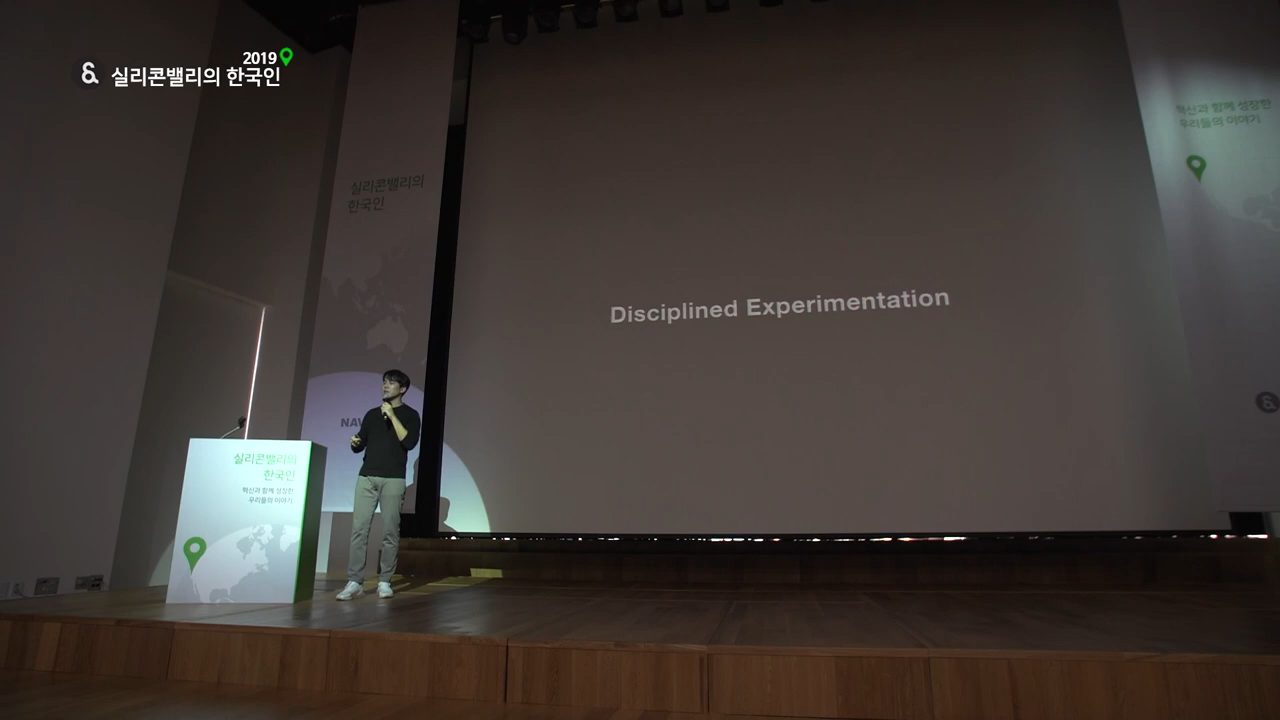 2019
& 실리콘밸리의 한국인
실리콘밸리의
한국인
Disciplined Experimentation
혁신과 함께 성장한
우리들의 이야기
NAV
실리콘밸리의
한국인
혁신과 함께 성장한
우리들의 이야기
&